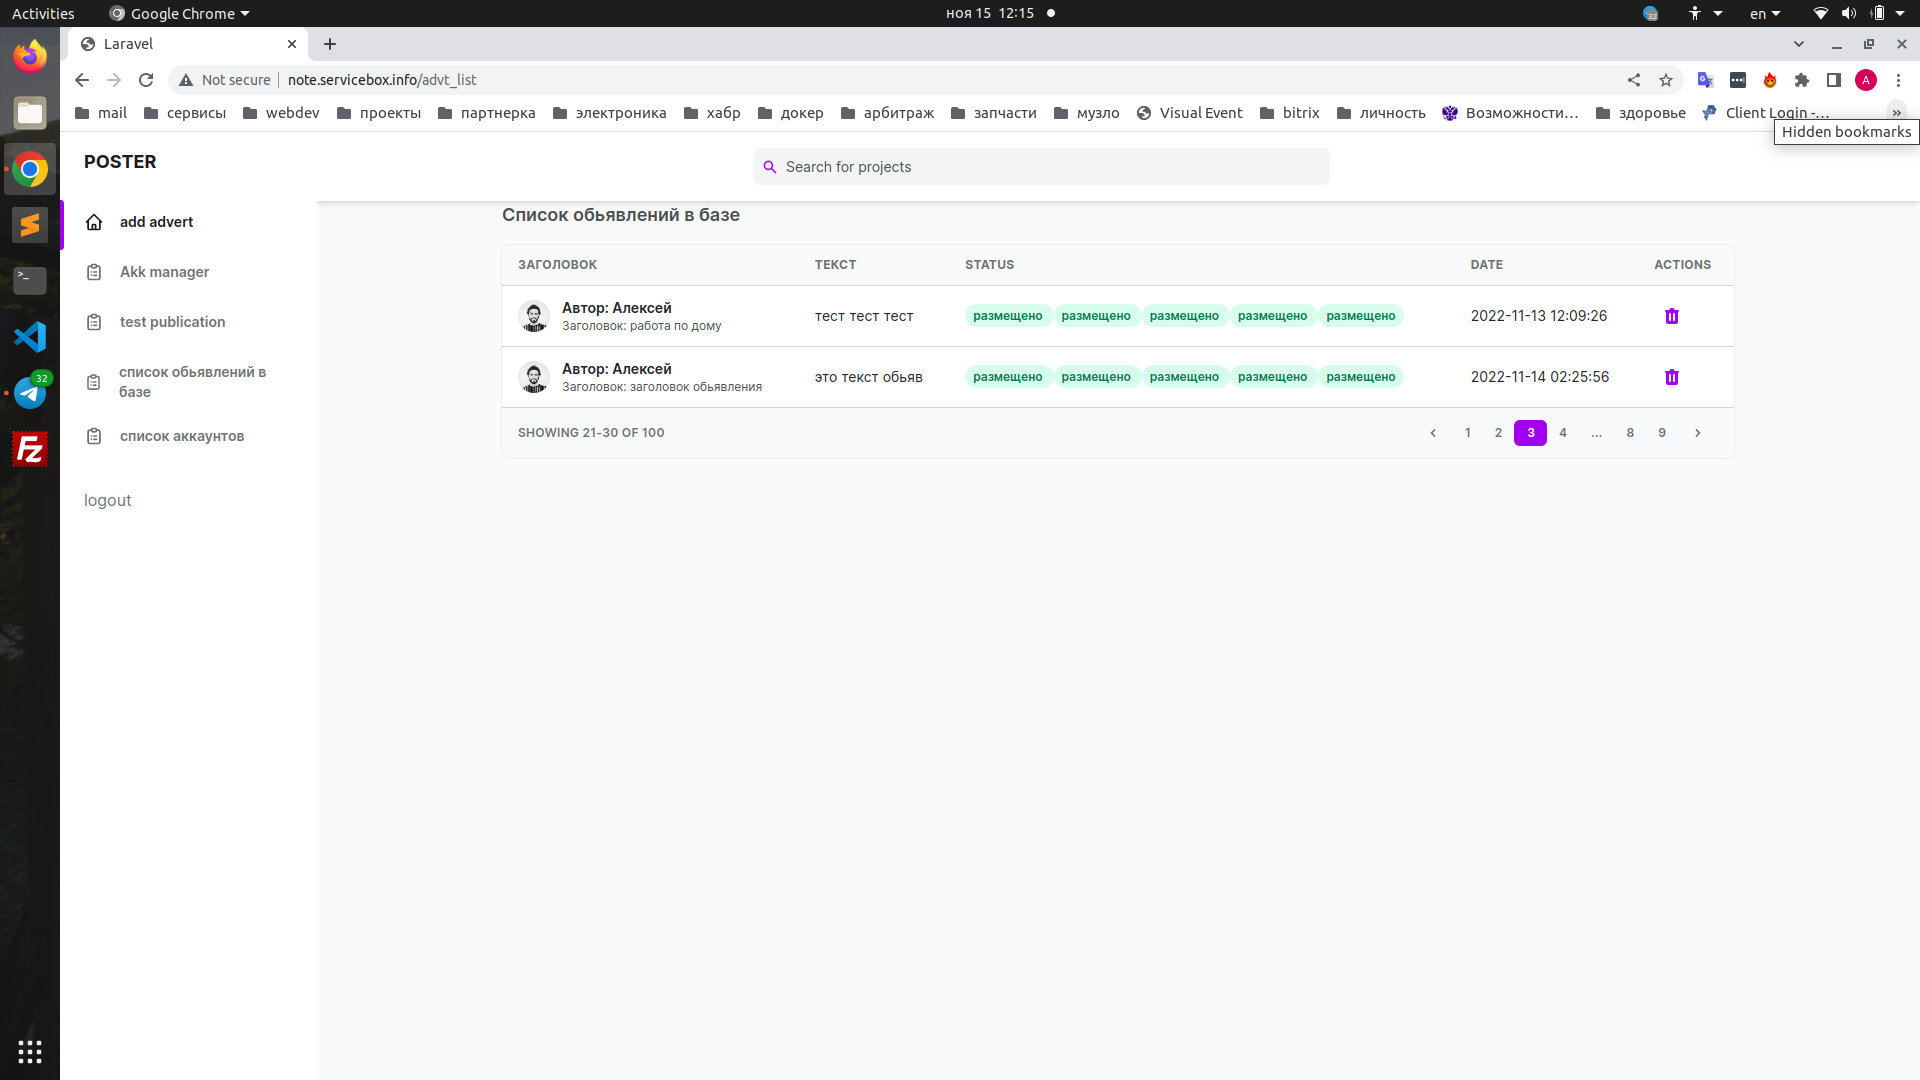 Activities
Google Chrome
ноя 15 12:15
32
en
Laravel
Not secure
note.servicebox.info/advt_list
A
mail
сервисы
webdev
проекты
партнерка
электроника
хабр
докер
арбитраж
запчасти
музло
Visual Event
bitrix
личность
Возможности…
здоровье
Client Login -…
»
Hidden bookmarks
POSTER
Search for projects
add advert
Akk manager
test publication
список обьявлений в
базе
список аккаунтов
logout
32
Список обьявлений в базе
ЗАГОЛОВОК ТЕКСТ STATUS DATE ACTIONS
Автор: Алексей
Заголовок: работа по дому
тест тест тест
размещено размещено размещено размещено размещено
2022-11-13 12:09:26
Автор: Алексей
Заголовок: заголовок обьявления
это текст обьяв
размещено размещено размещено размещено размещено
2022-11-14 02:25:56
SHOWING 21-30 OF 100
1 2 3 4 ... 8 9